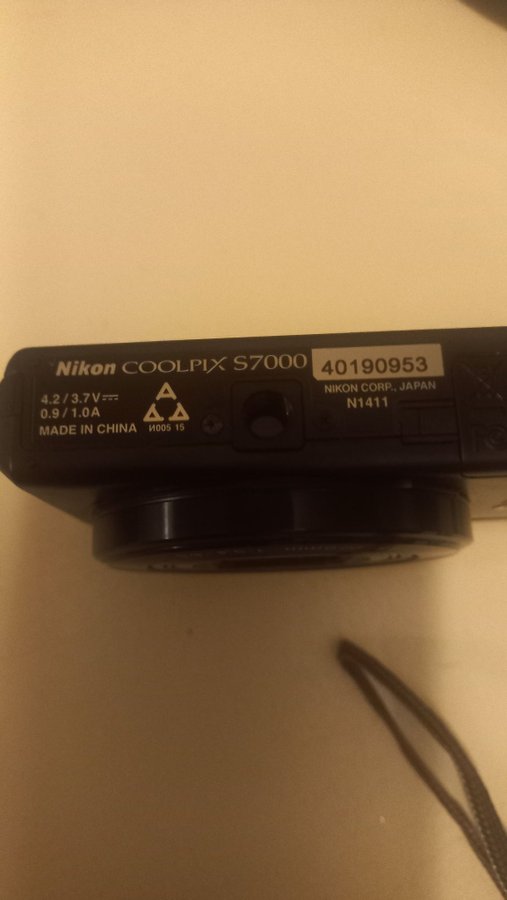 Nikon COOLPIX S7000 40190953
NIKON CORP., JAPAN
N1411
4.2 / 3.7V
0.9 / 1.0A
MADE IN CHINA
И005 15